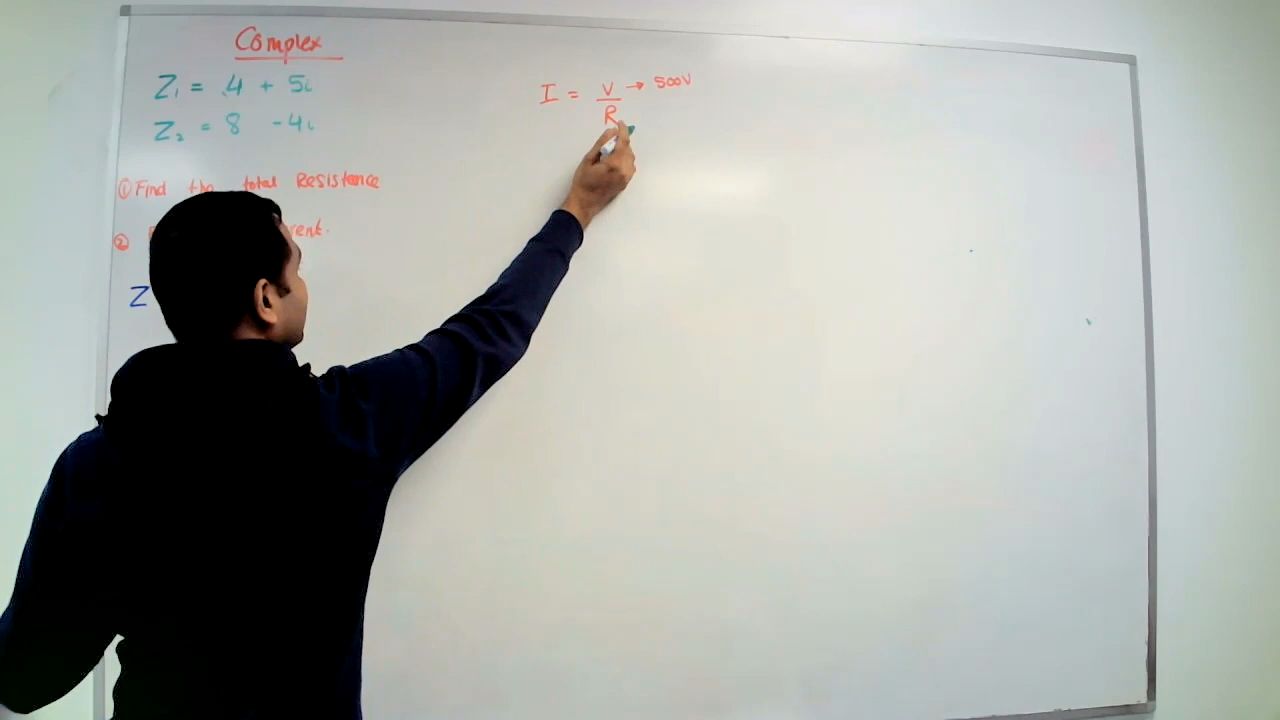 Complex
Z₁ = 4 + 5i
Z₂ = 8 - 4i
① Find the total Resistance
②
Z
I = V/R → 500V